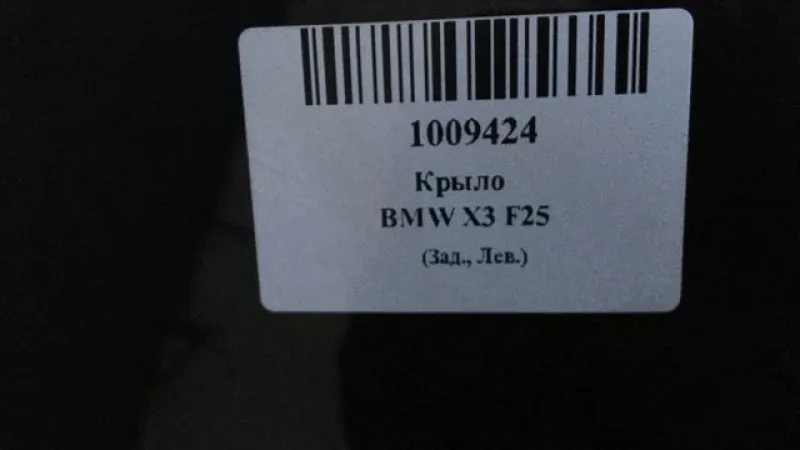 1009424
Крыло
BMW X3 F25
(Зад., Лев.)